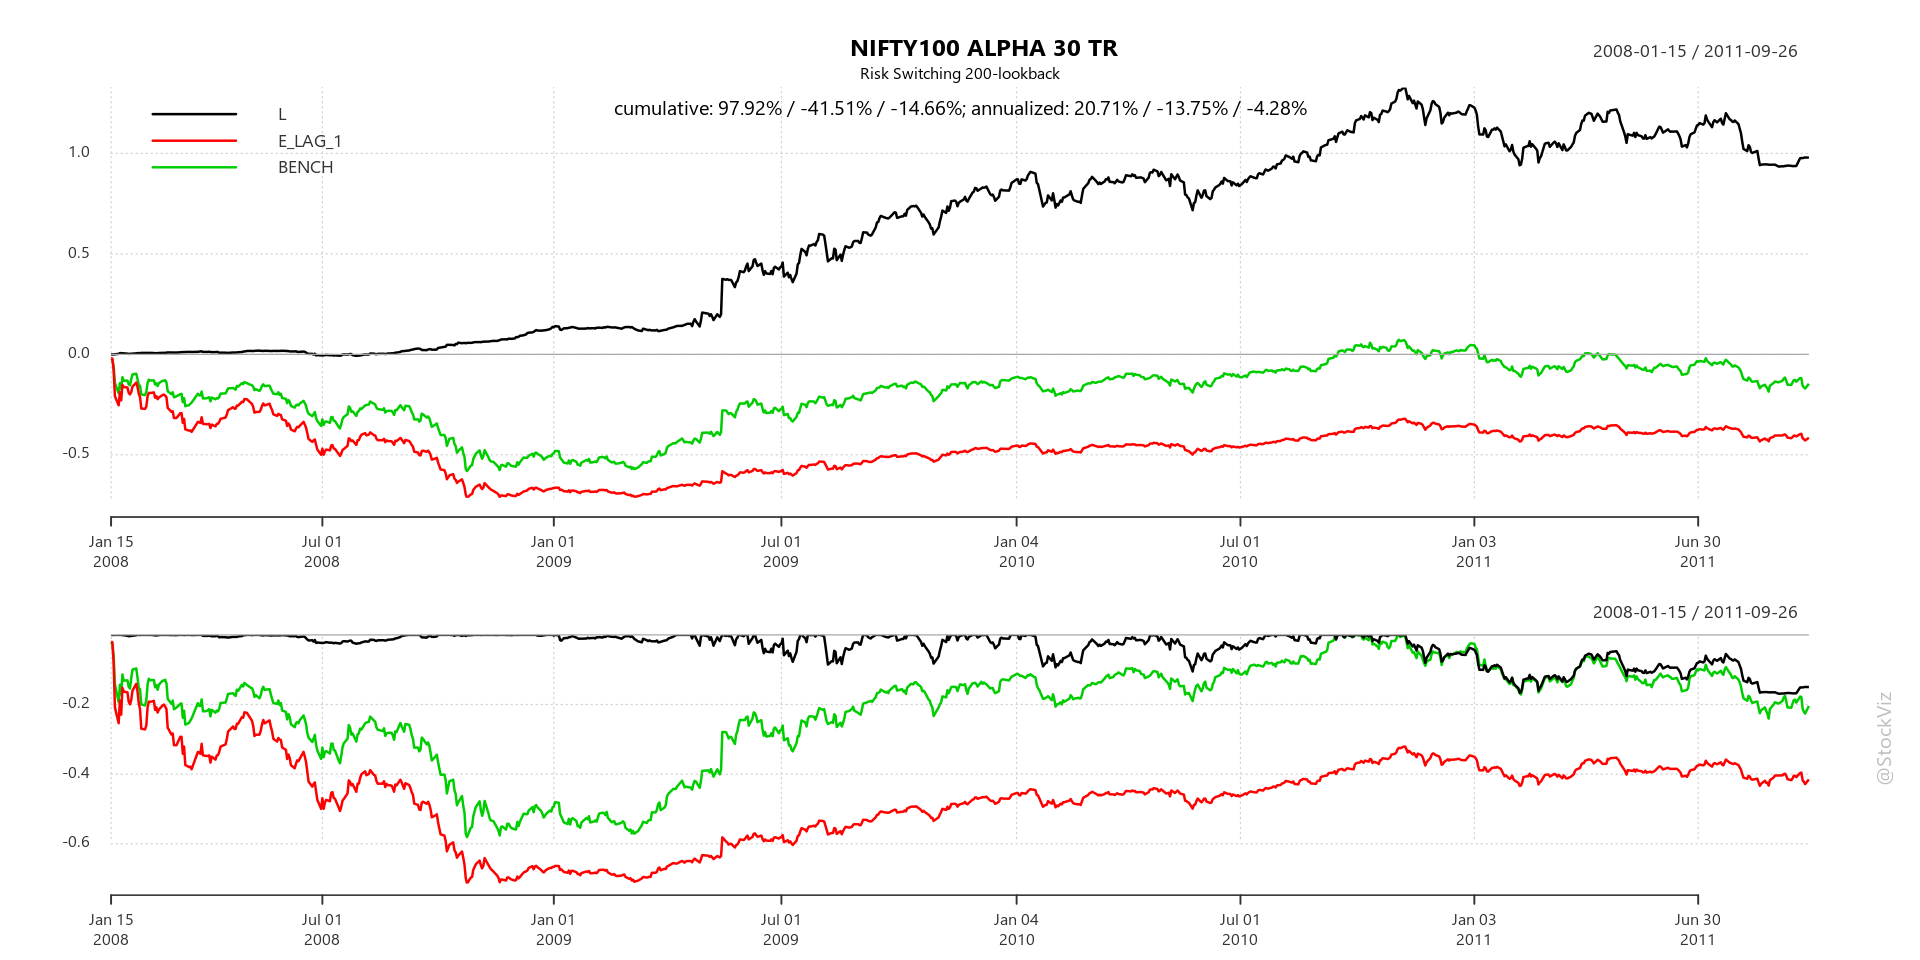 NIFTY100 ALPHA 30 TR
2008-01-15 / 2011-09-26
Risk Switching 200-lookback
cumulative: 97.92% / -41.51% / -14.66%; annualized: 20.71% / -13.75% / -4.28%
L
E_LAG_1
BENCH
1.0
0.5
0.0
-0.5
Jan 15 Jul 01 Jan 01 Jul 01 Jan 04 Jul 01 Jan 03 Jun 30
2008 2008 2009 2009 2010 2010 2011 2011
2008-01-15 / 2011-09-26
-0.2
-0.4
-0.6
Jan 15 Jul 01 Jan 01 Jul 01 Jan 04 Jul 01 Jan 03 Jun 30
2008 2008 2009 2009 2010 2010 2011 2011
@StockViz